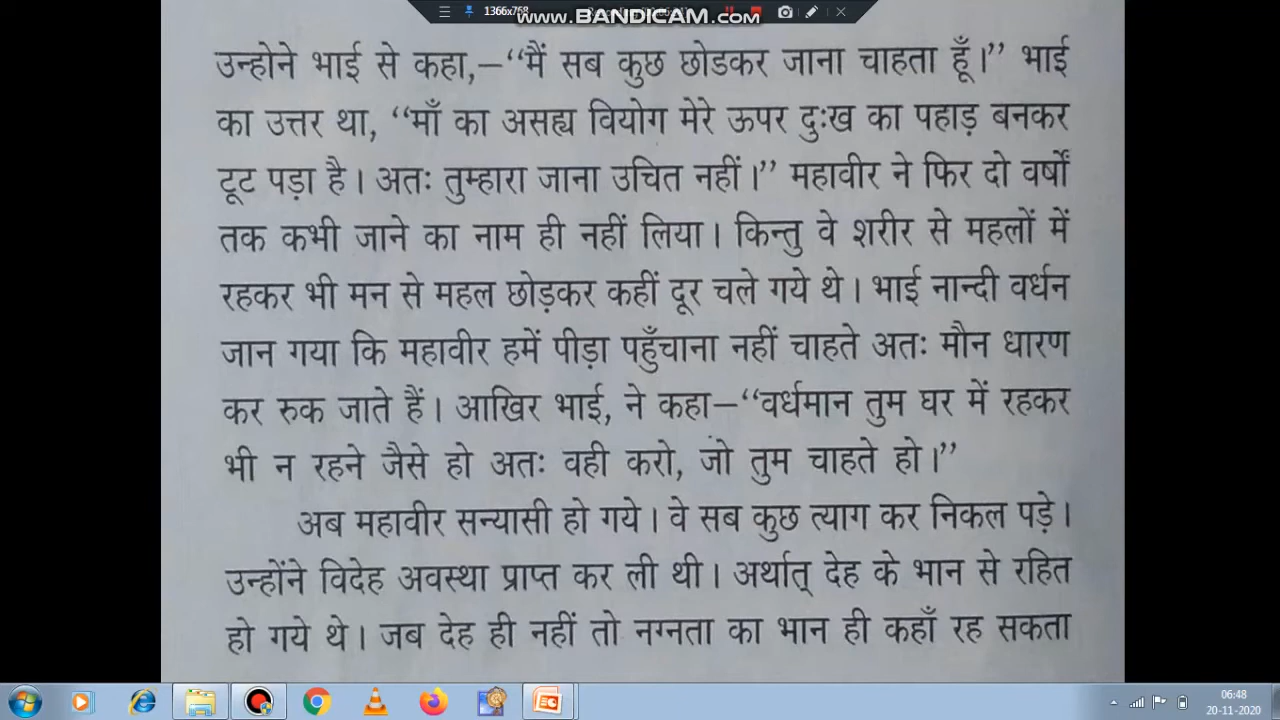 1366x768
www.BANDICAM.com
उन्होने भाई से कहा,–“मैं सब कुछ छोडकर जाना चाहता हूँ।” भाई
का उत्तर था, “माँ का असह्य वियोग मेरे ऊपर दुःख का पहाड़ बनकर
टूट पड़ा है। अतः तुम्हारा जाना उचित नहीं।” महावीर ने फिर दो वर्षों
तक कभी जाने का नाम ही नहीं लिया। किन्तु वे शरीर से महलों में
रहकर भी मन से महल छोड़कर कहीं दूर चले गये थे। भाई नान्दी वर्धन
जान गया कि महावीर हमें पीड़ा पहुँचाना नहीं चाहते अतः मौन धारण
कर रुक जाते हैं। आखिर भाई, ने कहा–“वर्धमान तुम घर में रहकर
भी न रहने जैसे हो अतः वही करो, जो तुम चाहते हो।”
अब महावीर सन्यासी हो गये। वे सब कुछ त्याग कर निकल पड़े।
उन्होंने विदेह अवस्था प्राप्त कर ली थी। अर्थात् देह के भान से रहित
हो गये थे। जब देह ही नहीं तो नग्नता का भान ही कहाँ रह सकता
06:48
20-11-2020